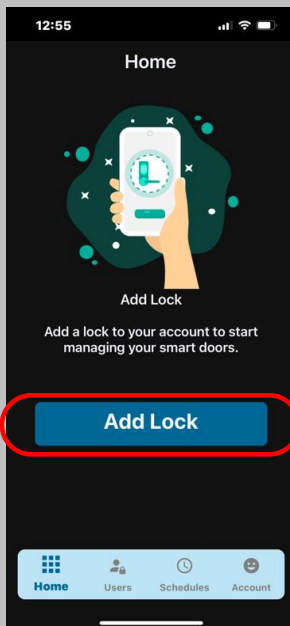 12:55
Home
Add Lock
Add a lock to your account to start
managing your smart doors.
Add Lock
Home Users Schedules Account